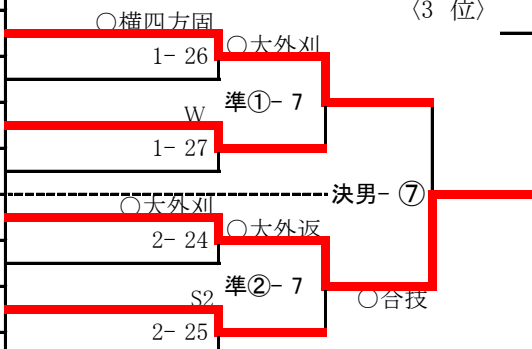 〈3 位〉
○横四方固
1- 26
○大外刈
準①- 7
W
1- 27
決男- ⑦
○大外刈
2- 24
○大外返
準②- 7
S2
○合技
2- 25